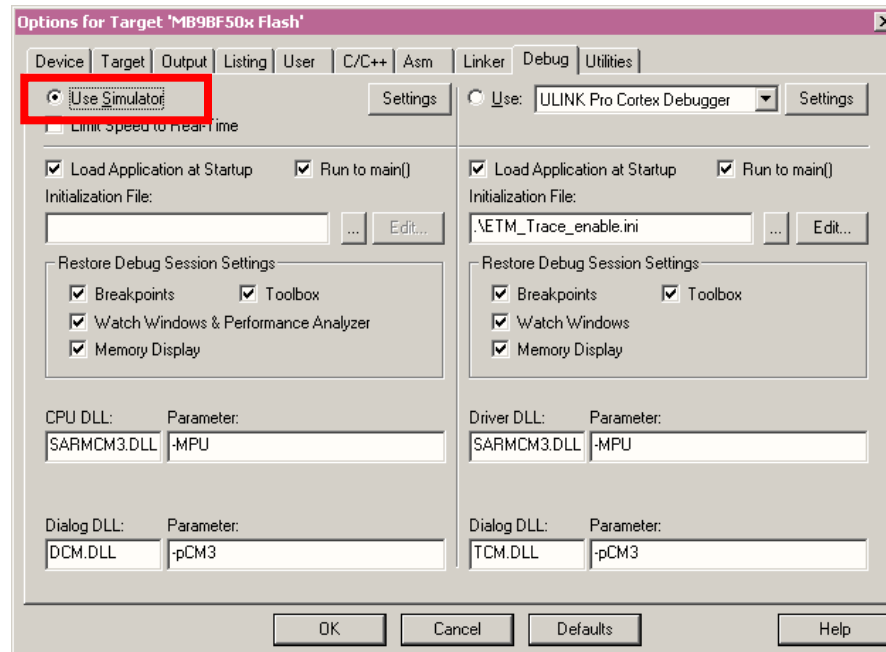 Options for Target 'MB9BF50x Flash'
Device Target Output Listing User C/C++ Asm Linker Debug Utilities
Use Simulator Settings Use: ULINK Pro Cortex Debugger Settings
Limit Speed to Real-Time
Load Application at Startup Run to main() Load Application at Startup Run to main()
Initialization File: Initialization File:
... Edit... .\ETM_Trace_enable.ini ... Edit...
Restore Debug Session Settings Restore Debug Session Settings
Breakpoints Toolbox Breakpoints Toolbox
Watch Windows & Performance Analyzer Watch Windows
Memory Display Memory Display
CPU DLL: Parameter: Driver DLL: Parameter:
SARMCM3.DLL -MPU SARMCM3.DLL -MPU
Dialog DLL: Parameter: Dialog DLL: Parameter:
DCM.DLL -pCM3 TCM.DLL -pCM3
OK Cancel Defaults Help